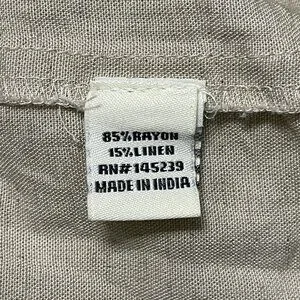 85%RAYON
15%LINEN
RN#145239
MADE IN INDIA